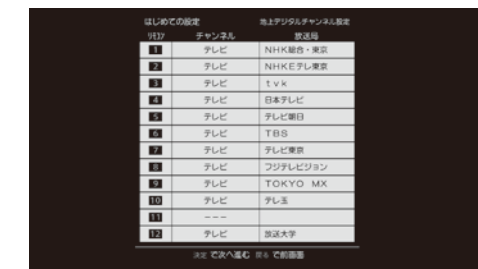 はじめての設定 地上デジタルチャンネル設定
リモコン チャンネル 放送局
1 テレビ NHK総合・東京
2 テレビ NHKEテレ東京
3 テレビ tvk
4 テレビ 日本テレビ
5 テレビ テレビ朝日
6 テレビ TBS
7 テレビ テレビ東京
8 テレビ フジテレビジョン
9 テレビ TOKYO MX
10 テレビ テレ玉
11 ---
12 テレビ 放送大学
決定 で次へ進む 戻る で前画面